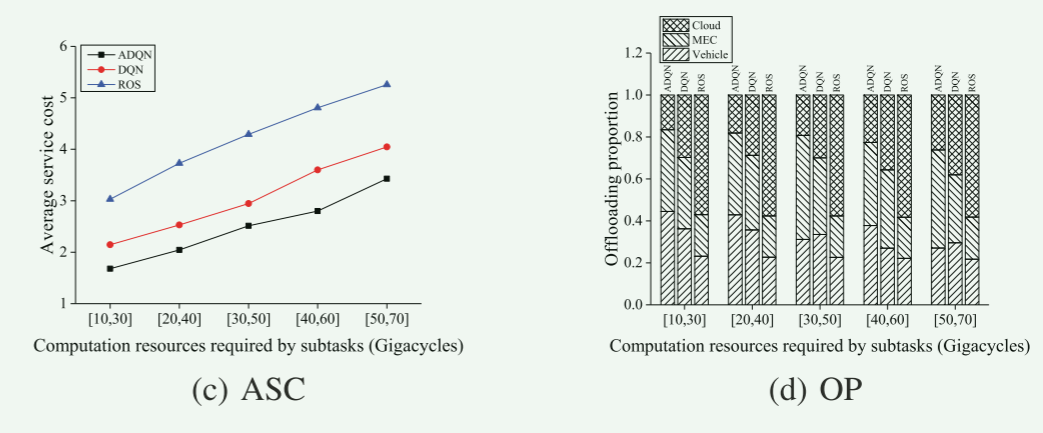 6
5
4
3
2
1
Average service cost
ADQN
DQN
ROS
[10,30] [20,40] [30,50] [40,60] [50,70]
Computation resources required by subtasks (Gigacycles)
(c) ASC
Cloud
MEC
Vehicle
1.2
1.0
0.8
0.6
0.4
0.2
0.0
Offlooading proportion
ADQN DQN ROS ADQN DQN ROS ADQN DQN ROS ADQN DQN ROS ADQN DQN ROS
[10,30] [20,40] [30,50] [40,60] [50,70]
Computation resources required by subtasks (Gigacycles)
(d) OP